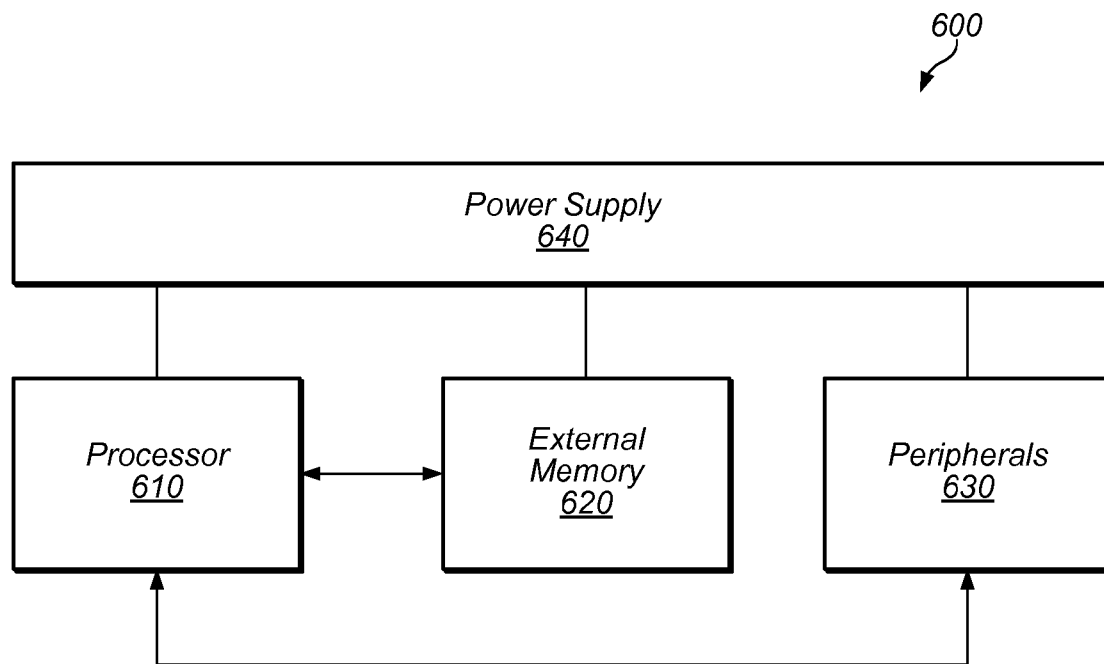 600
Power Supply
640
Processor
610
External
Memory
620
Peripherals
630